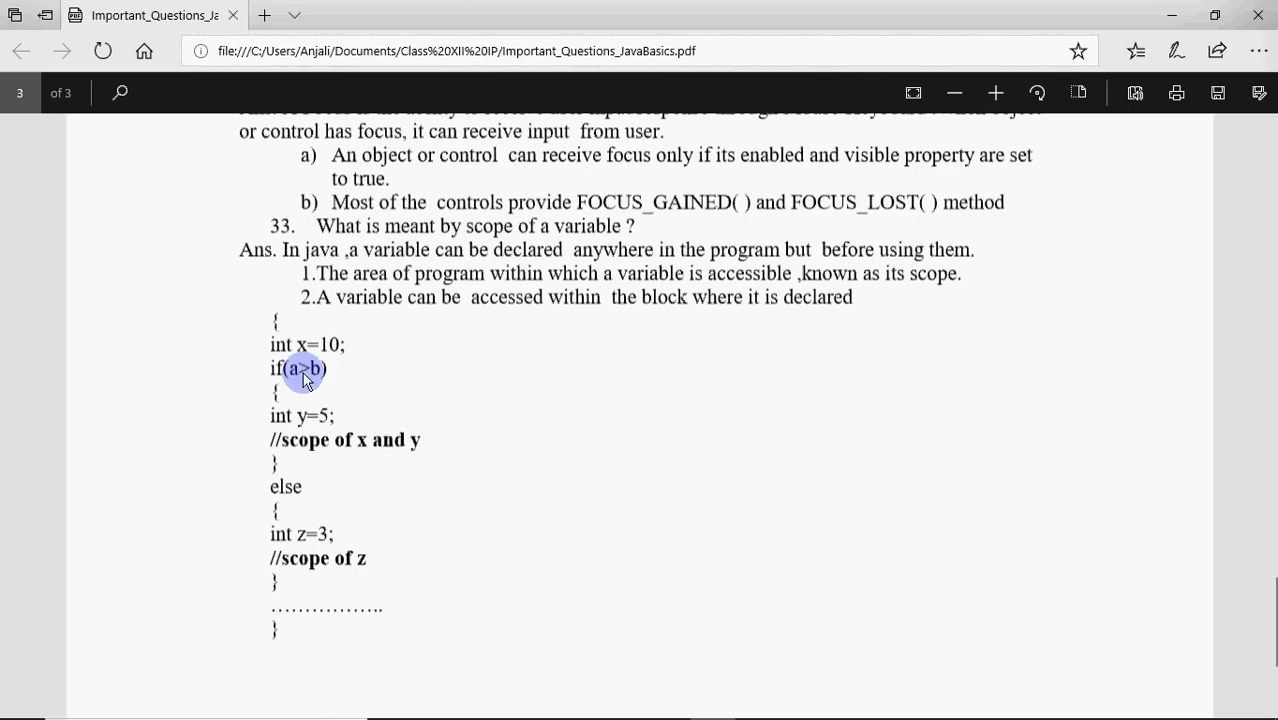 Important_Questions_Ja
file:///C:/Users/Anjali/Documents/Class%20XII%20IP/Important_Questions_JavaBasics.pdf
3 of 3
or control has focus, it can receive input from user.
a) An object or control can receive focus only if its enabled and visible property are set
to true.
b) Most of the controls provide FOCUS_GAINED( ) and FOCUS_LOST( ) method
33. What is meant by scope of a variable ?
Ans. In java ,a variable can be declared anywhere in the program but before using them.
1.The area of program within which a variable is accessible ,known as its scope.
2.A variable can be accessed within the block where it is declared
{
int x=10;
if(a>b)
{
int y=5;
//scope of x and y
}
else
{
int z=3;
//scope of z
}
………………..
}